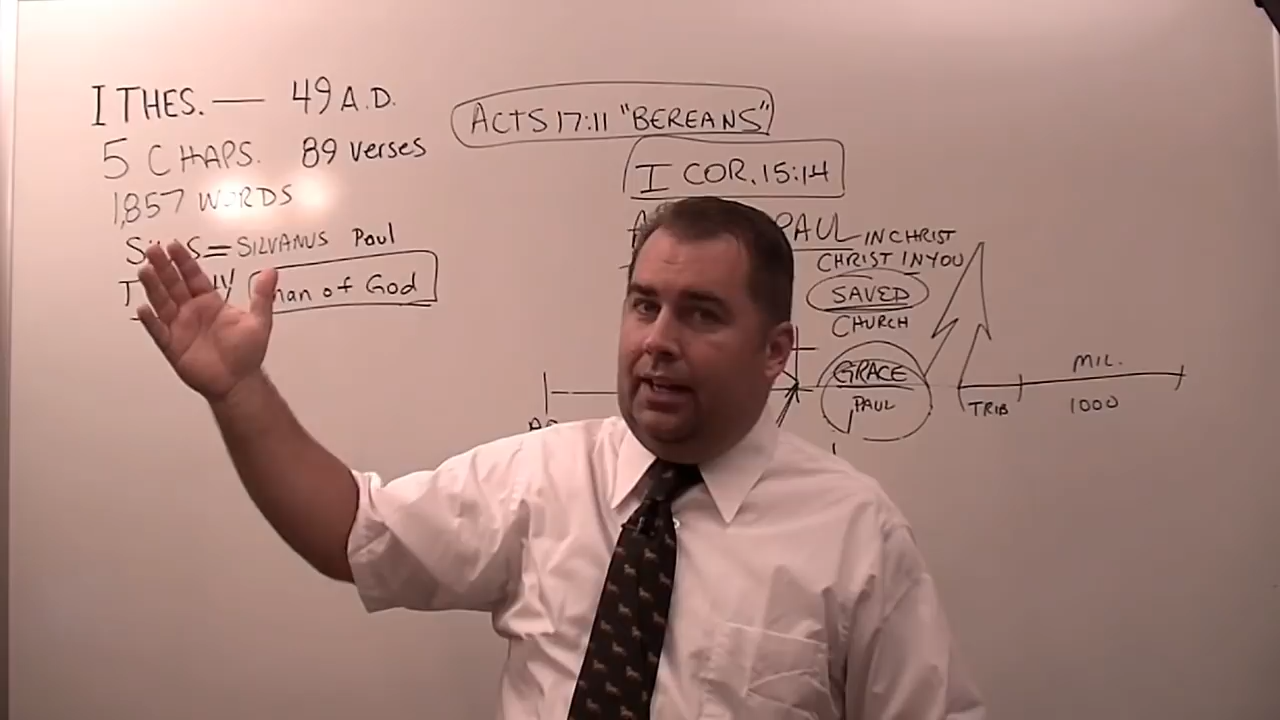 I THES. — 49 A.D.
5 CHAPS. 89 verses
1,857 WORDS
= SILVANUS Paul
man of God
ACTS 17:11 "BEREANS"
I COR. 15:14
PAUL IN CHRIST
CHRIST IN YOU
SAVED
CHURCH
GRACE
PAUL
TRIB
MIL.
1000